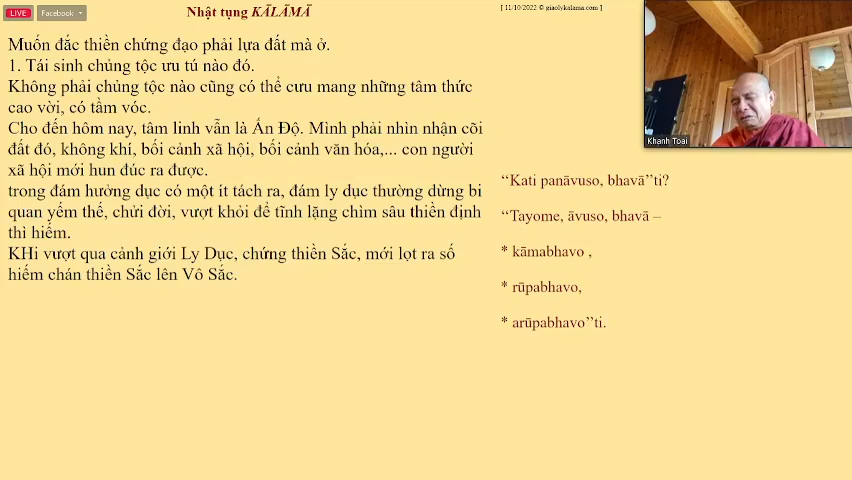 LIVE
Facebook
Nhật tụng KĀLĀMĀ
[ 11/10/2022 © giaolykalama.com ]
Muốn đắc thiền chứng đạo phải lựa đất mà ở.
1. Tái sinh chủng tộc ưu tú nào đó.
Không phải chủng tộc nào cũng có thể cưu mang những tâm thức
cao vời, có tầm vóc.
Cho đến hôm nay, tâm linh vẫn là Ấn Độ. Mình phải nhìn nhận cõi
đất đó, không khí, bối cảnh xã hội, bối cảnh văn hóa,... con người
xã hội mới hun đúc ra được.
trong đám hưởng dục có một ít tách ra, đám ly dục thường dừng bi
quan yếm thế, chửi đời, vượt khỏi để tĩnh lặng chìm sâu thiền định
thì hiếm.
KHi vượt qua cảnh giới Ly Dục, chứng thiền Sắc, mới lọt ra số
hiếm chán thiền Sắc lên Vô Sắc.
Khanh Toai
“Kati panāvuso, bhavā”ti?
“Tayome, āvuso, bhavā –
* kāmabhavo ,
* rūpabhavo,
* arūpabhavo”ti.